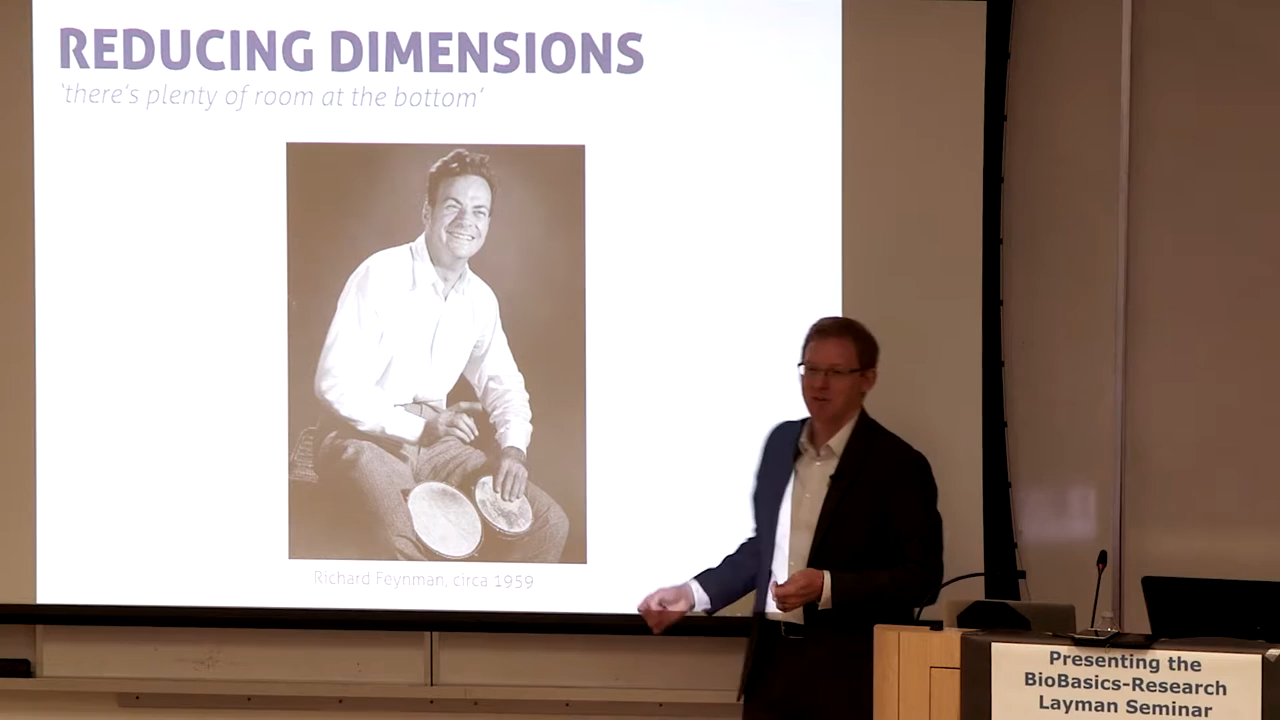 REDUCING DIMENSIONS
'there's plenty of room at the bottom'
Richard Feynman, circa 1959
Presenting the
BioBasics-Research
Layman Seminar